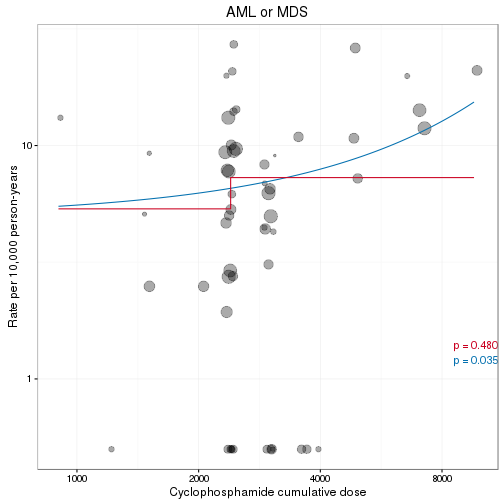 AML or MDS
Rate per 10,000 person-years
10
1
p = 0.480
p = 0.035
1000 2000 4000 8000
Cyclophosphamide cumulative dose